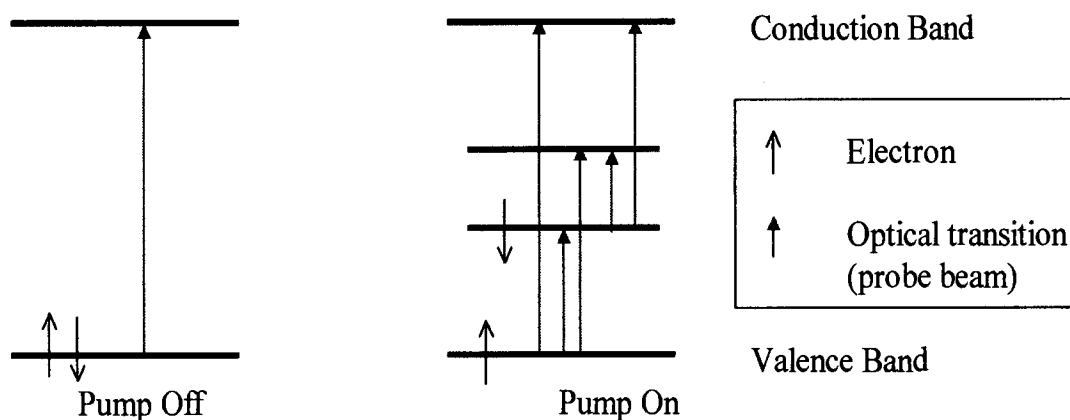 Conduction Band
Electron
Optical transition
(probe beam)
Valence Band
Pump Off
Pump On